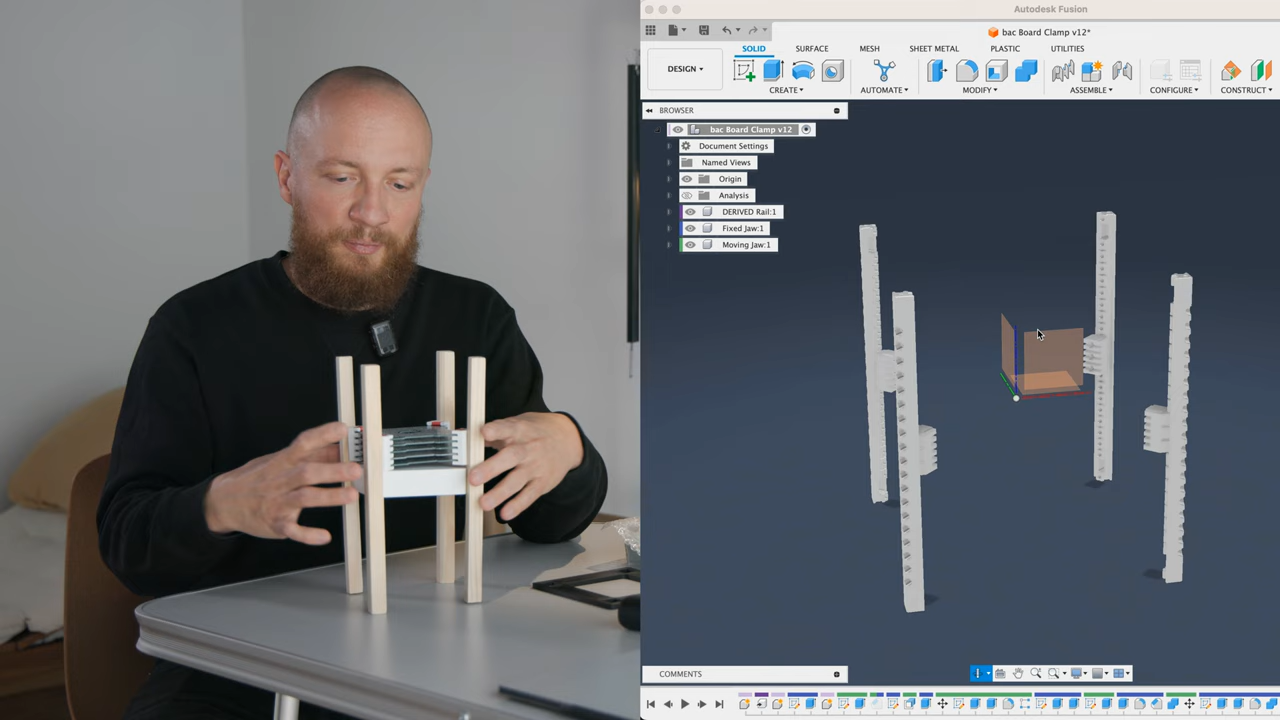 Autodesk Fusion
bac Board Clamp v12*
DESIGN
SOLID
SURFACE
MESH
SHEET METAL
PLASTIC
UTILITIES
CREATE
AUTOMATE
MODIFY
ASSEMBLE
CONFIGURE
CONSTRUCT
BROWSER
bac Board Clamp v12
Document Settings
Named Views
Origin
Analysis
DERIVED Rail:1
Fixed Jaw:1
Moving Jaw:1
COMMENTS